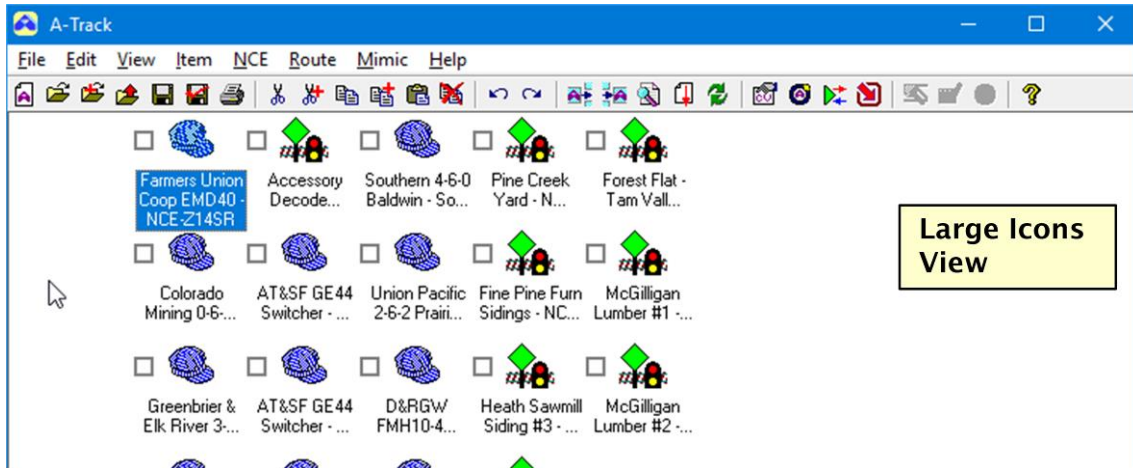 A-Track
File Edit View Item NCE Route Mimic Help
Farmers Union
Coop EMD40 -
NCE-Z14SR
Accessory
Decode...
Southern 4-6-0
Baldwin - So...
Pine Creek
Yard - N...
Forest Flat -
Tam Vall...
Large Icons
View
Colorado
Mining 0-6-...
AT&SF GE44
Switcher - ...
Union Pacific
2-6-2 Prairi...
Fine Pine Furn
Sidings - NC...
McGilligan
Lumber #1 -...
Greenbrier &
Elk River 3-...
AT&SF GE44
Switcher - ...
D&RGW
FMH10-4...
Heath Sawmill
Siding #3 - ...
McGilligan
Lumber #2 -...